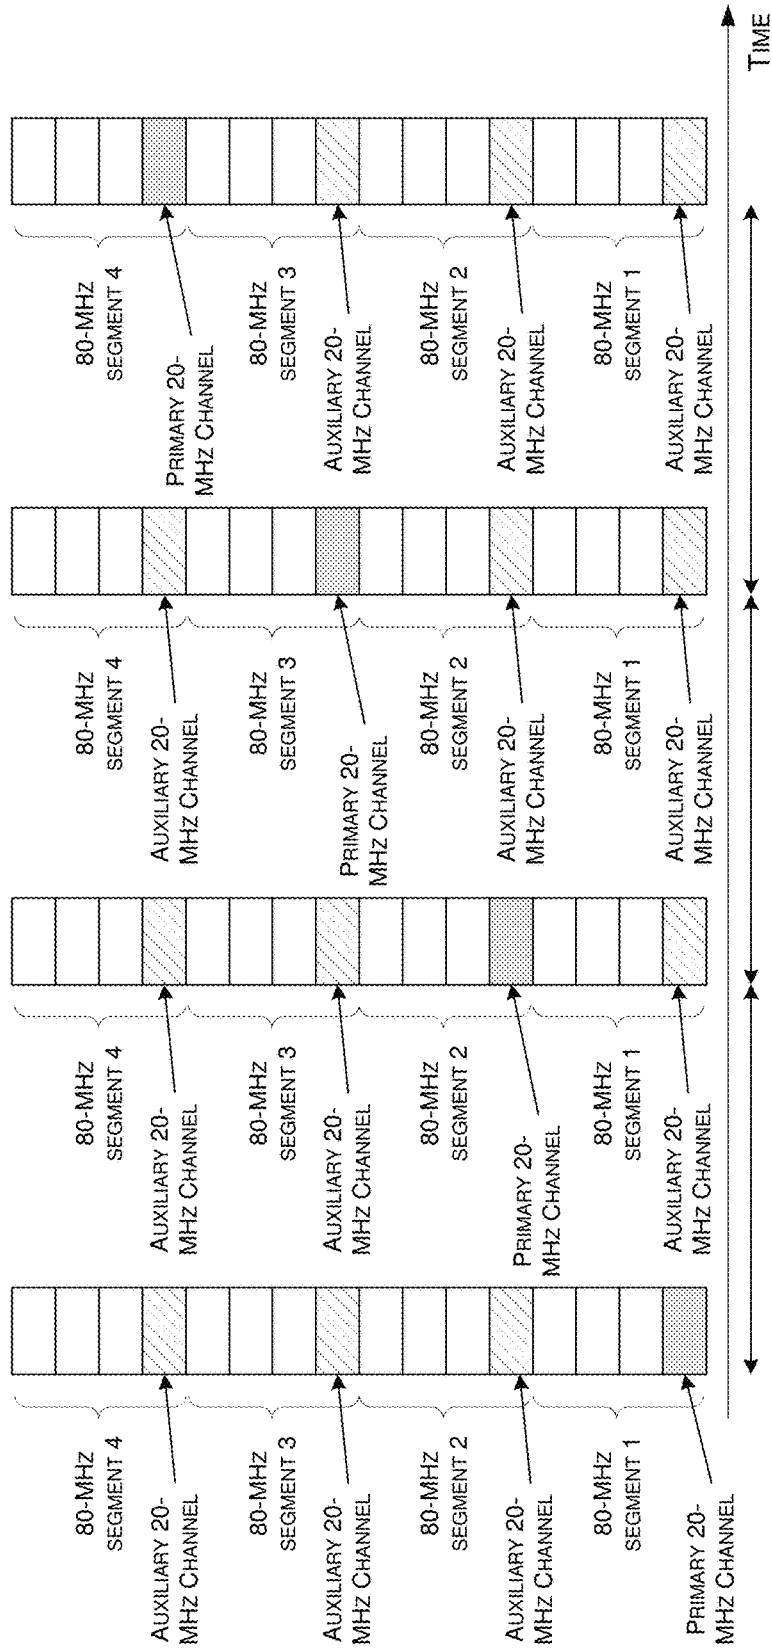 80-MHZ
SEGMENT 4
AUXILIARY 20-
MHZ CHANNEL
80-MHZ
SEGMENT 3
AUXILIARY 20-
MHZ CHANNEL
80-MHZ
SEGMENT 2
AUXILIARY 20-
MHZ CHANNEL
80-MHZ
SEGMENT 1
PRIMARY 20-
MHZ CHANNEL
80-MHZ
SEGMENT 4
AUXILIARY 20-
MHZ CHANNEL
80-MHZ
SEGMENT 3
AUXILIARY 20-
MHZ CHANNEL
80-MHZ
SEGMENT 2
PRIMARY 20-
MHZ CHANNEL
80-MHZ
SEGMENT 1
AUXILIARY 20-
MHZ CHANNEL
80-MHZ
SEGMENT 4
AUXILIARY 20-
MHZ CHANNEL
80-MHZ
SEGMENT 3
PRIMARY 20-
MHZ CHANNEL
80-MHZ
SEGMENT 2
AUXILIARY 20-
MHZ CHANNEL
80-MHZ
SEGMENT 1
AUXILIARY 20-
MHZ CHANNEL
80-MHZ
SEGMENT 4
PRIMARY 20-
MHZ CHANNEL
80-MHZ
SEGMENT 3
AUXILIARY 20-
MHZ CHANNEL
80-MHZ
SEGMENT 2
AUXILIARY 20-
MHZ CHANNEL
80-MHZ
SEGMENT 1
AUXILIARY 20-
MHZ CHANNEL
TIME